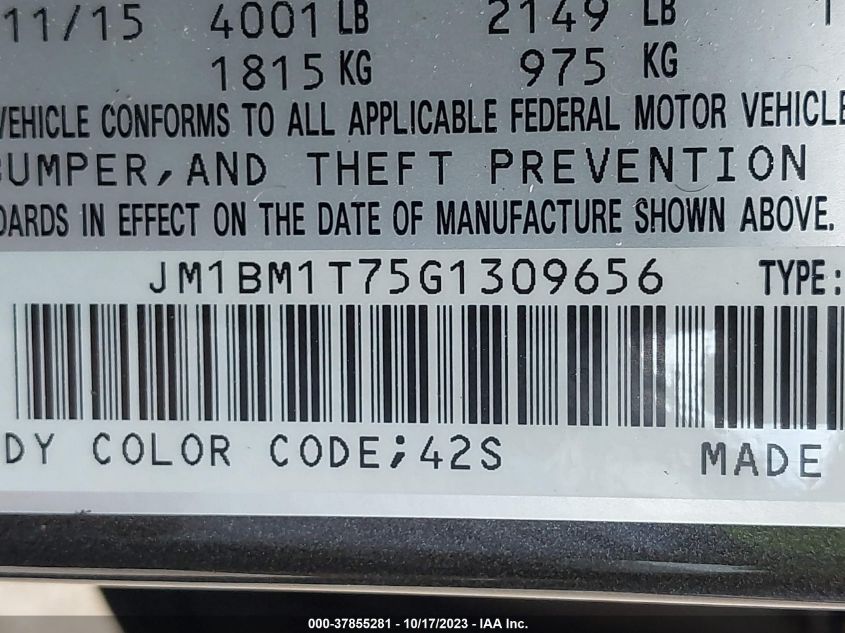 11/15 4001 LB 2149 LB
1815 KG 975 KG
VEHICLE CONFORMS TO ALL APPLICABLE FEDERAL MOTOR VEHICLE
BUMPER, AND THEFT PREVENTION
DARDS IN EFFECT ON THE DATE OF MANUFACTURE SHOWN ABOVE.
JM1BM1T75G1309656 TYPE:
DY COLOR CODE;42S MADE
000-37855281 - 10/17/2023 - IAA Inc.